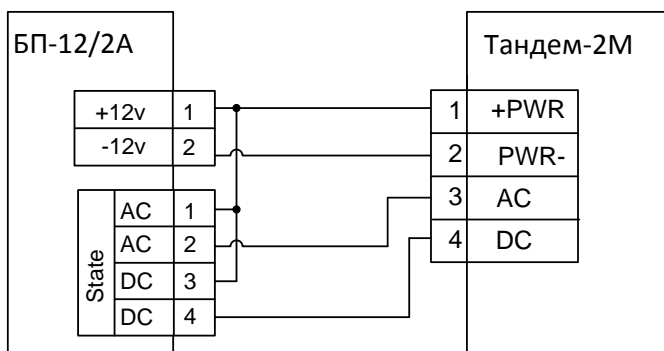 БП-12/2А
Тандем-2М
+12v 1
-12v 2
1 +PWR
2 PWR-
3 AC
4 DC
State
AC 1
AC 2
DC 3
DC 4